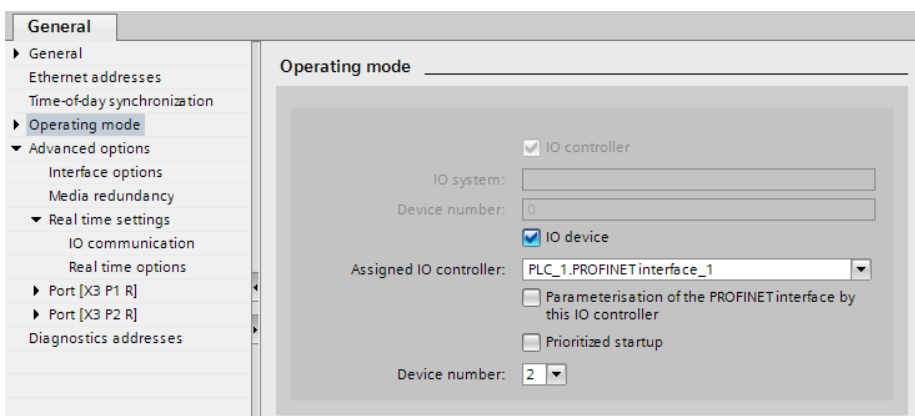 General
General
Ethernet addresses
Time-of-day synchronization
Operating mode
Advanced options
Interface options
Media redundancy
Real time settings
IO communication
Real time options
Port [X3 P1 R]
Port [X3 P2 R]
Diagnostics addresses
Operating mode
IO controller
IO system:
Device number: 0
IO device
Assigned IO controller: PLC_1.PROFINET interface_1
Parameterisation of the PROFINET interface by
this IO controller
Prioritized startup
Device number: 2